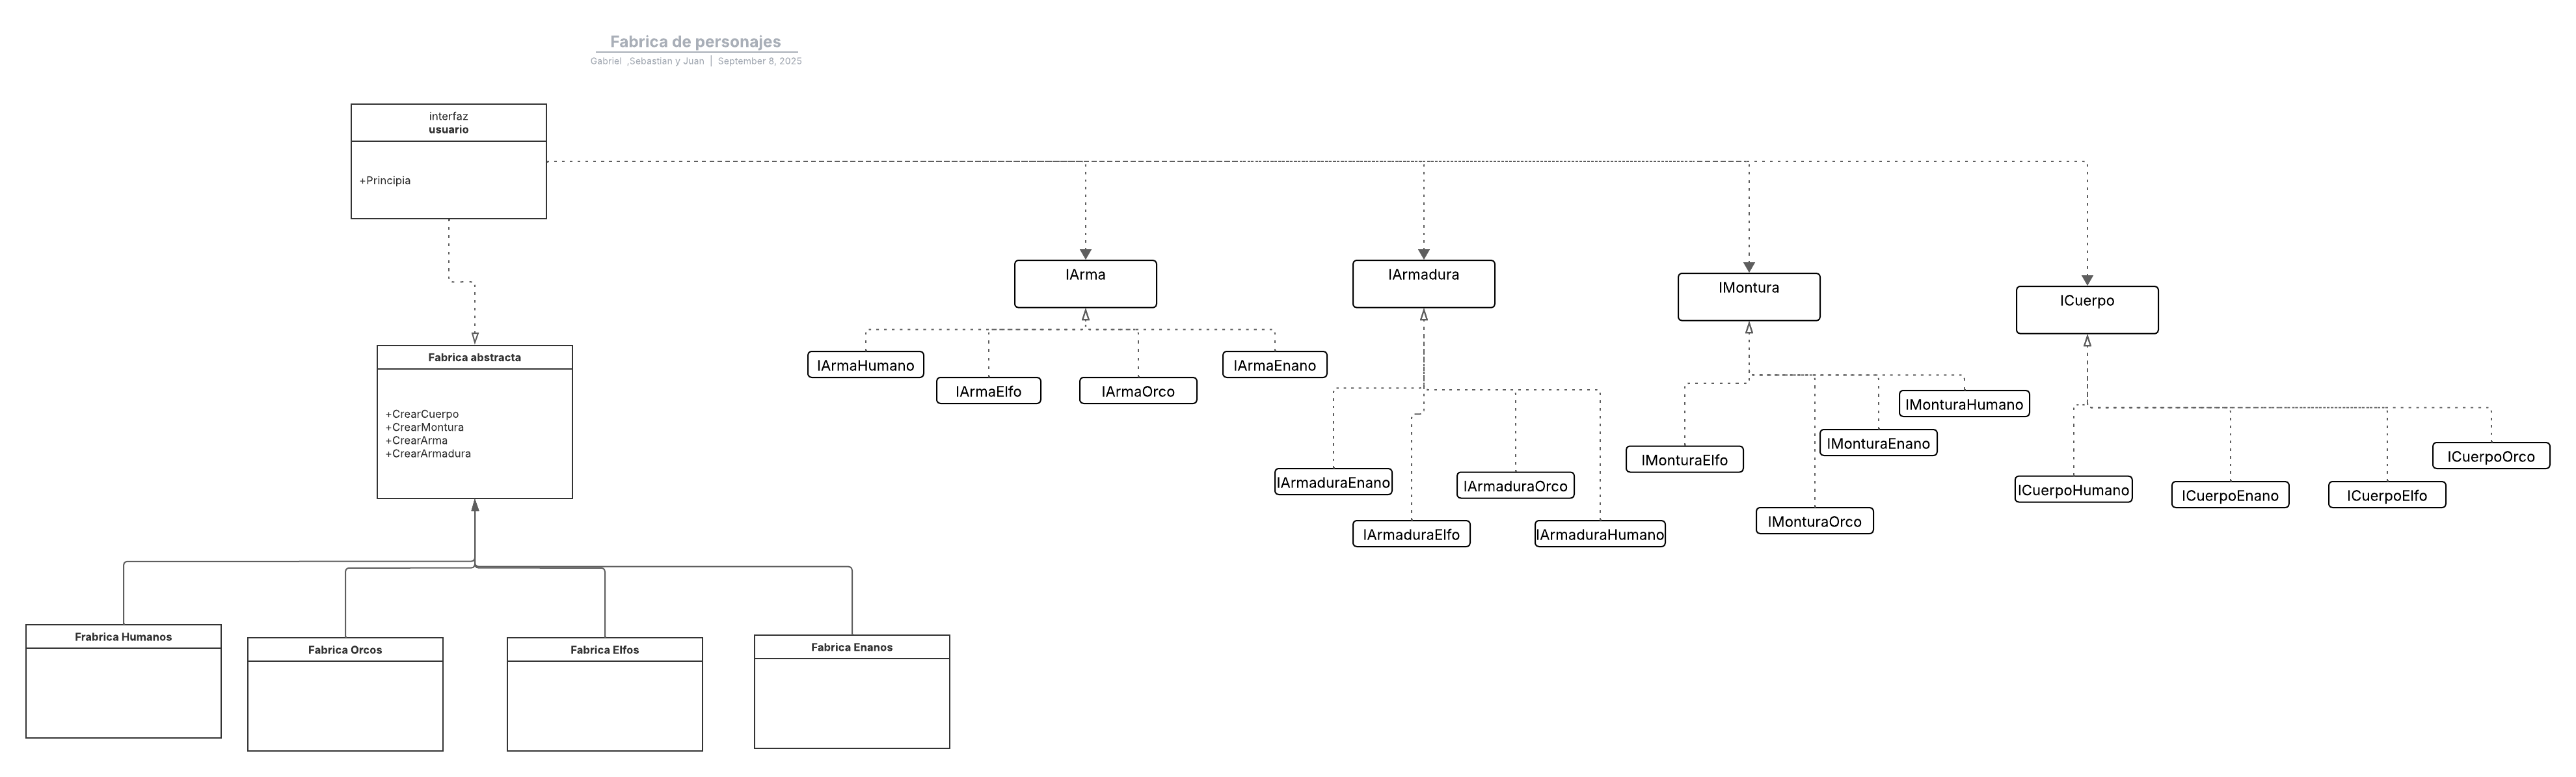 Fabrica de personajes
Gabriel ,Sebastian y Juan | September 8, 2025
interfaz
usuario
+Principia
IArma
IArmadura
IMontura
ICuerpo
Fabrica abstracta
+CrearCuerpo
+CrearMontura
+CrearArma
+CrearArmadura
IArmaHumano
IArmaElfo
IArmaOrco
IArmaEnano
IArmaduraEnano
IArmaduraElfo
IArmaduraOrco
IArmaduraHumano
IMonturaElfo
IMonturaOrco
IMonturaEnano
IMonturaHumano
ICuerpoHumano
ICuerpoEnano
ICuerpoElfo
ICuerpoOrco
Frabrica Humanos
Fabrica Orcos
Fabrica Elfos
Fabrica Enanos